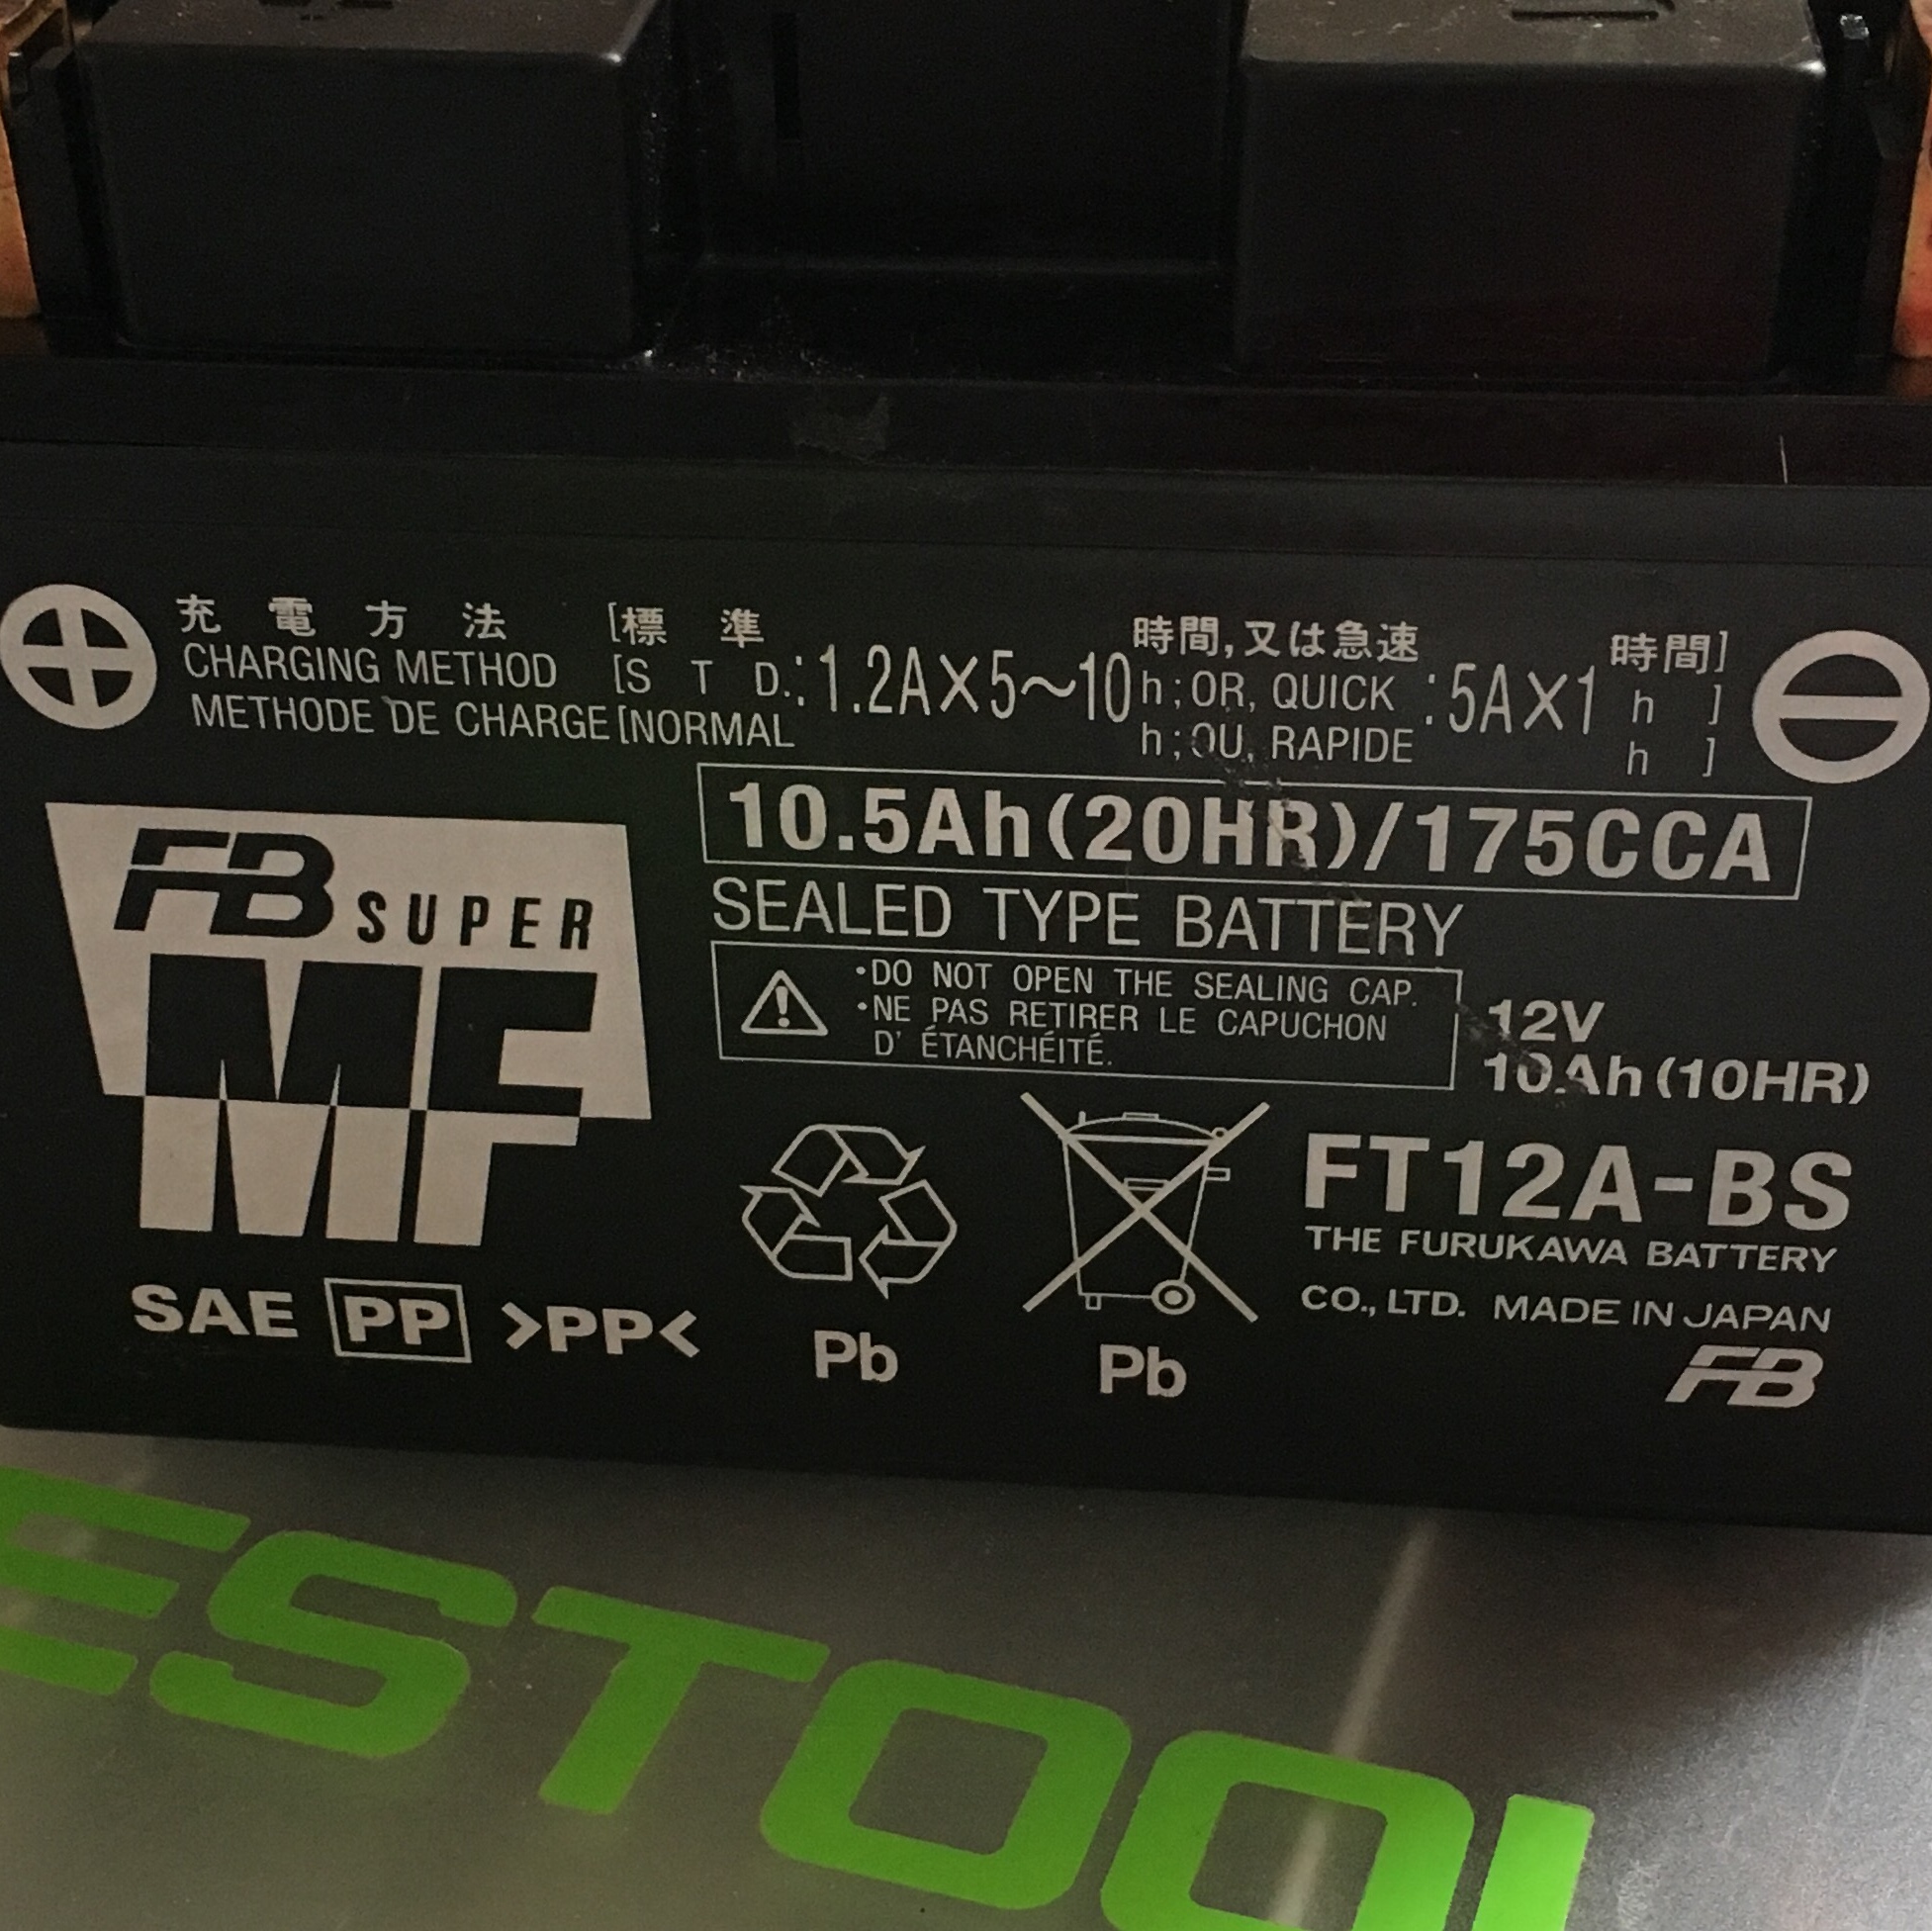 充電方法 [標準 時間,又は急速 時間]
CHARGING METHOD [S T D.:1.2A×5~10h;OR, QUICK :5A×1 h ]
METHODE DE CHARGE[NORMAL h;OU, RAPIDE h ]
10.5Ah(20HR)/175CCA
FB SUPER
MF
SEALED TYPE BATTERY
•DO NOT OPEN THE SEALING CAP.
•NE PAS RETIRER LE CAPUCHON
D' ÉTANCHÉITÉ.
12V
10Ah(10HR)
FT12A-BS
THE FURUKAWA BATTERY
CO., LTD. MADE IN JAPAN
FB
SAE PP >PP<
Pb
Pb
ESTOOL